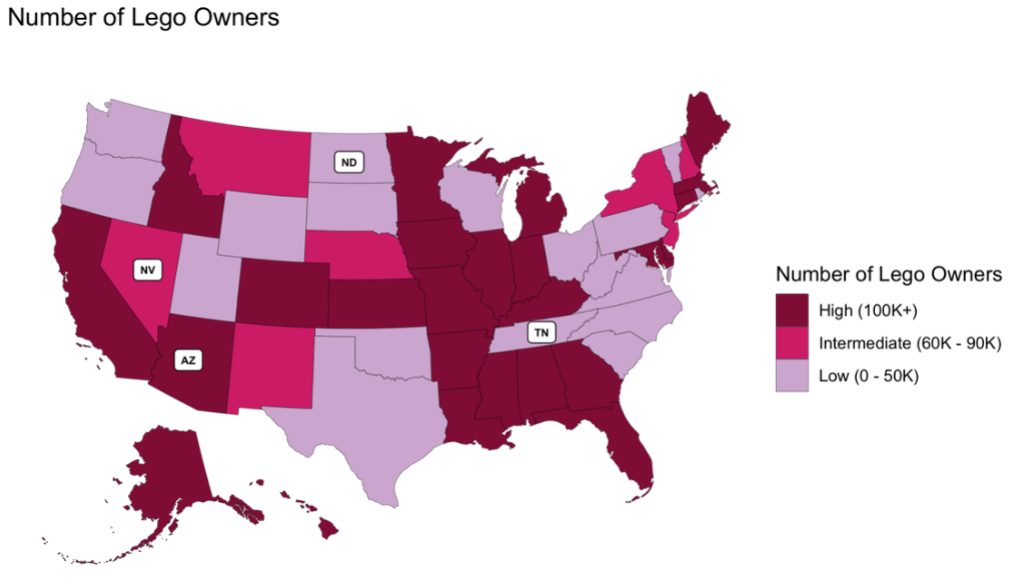 Number of Lego Owners
ND
NV
TN
AZ
Number of Lego Owners
High (100K+)
Intermediate (60K - 90K)
Low (0 - 50K)